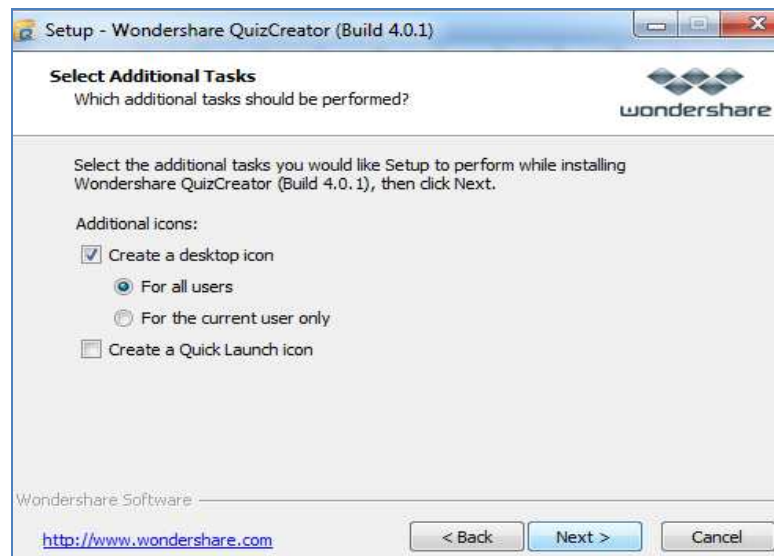 Setup - Wondershare QuizCreator (Build 4.0.1)
Select Additional Tasks
Which additional tasks should be performed?
wondershare
Select the additional tasks you would like Setup to perform while installing
Wondershare QuizCreator (Build 4.0.1), then click Next.
Additional icons:
Create a desktop icon
For all users
For the current user only
Create a Quick Launch icon
Wondershare Software
http://www.wondershare.com
< Back
Next >
Cancel